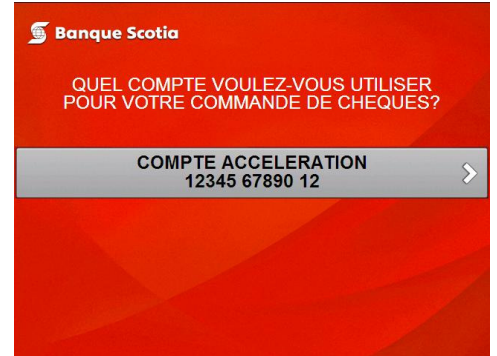 Banque Scotia
QUEL COMPTE VOULEZ-VOUS UTILISER
POUR VOTRE COMMANDE DE CHEQUES?
COMPTE ACCELERATION
12345 67890 12